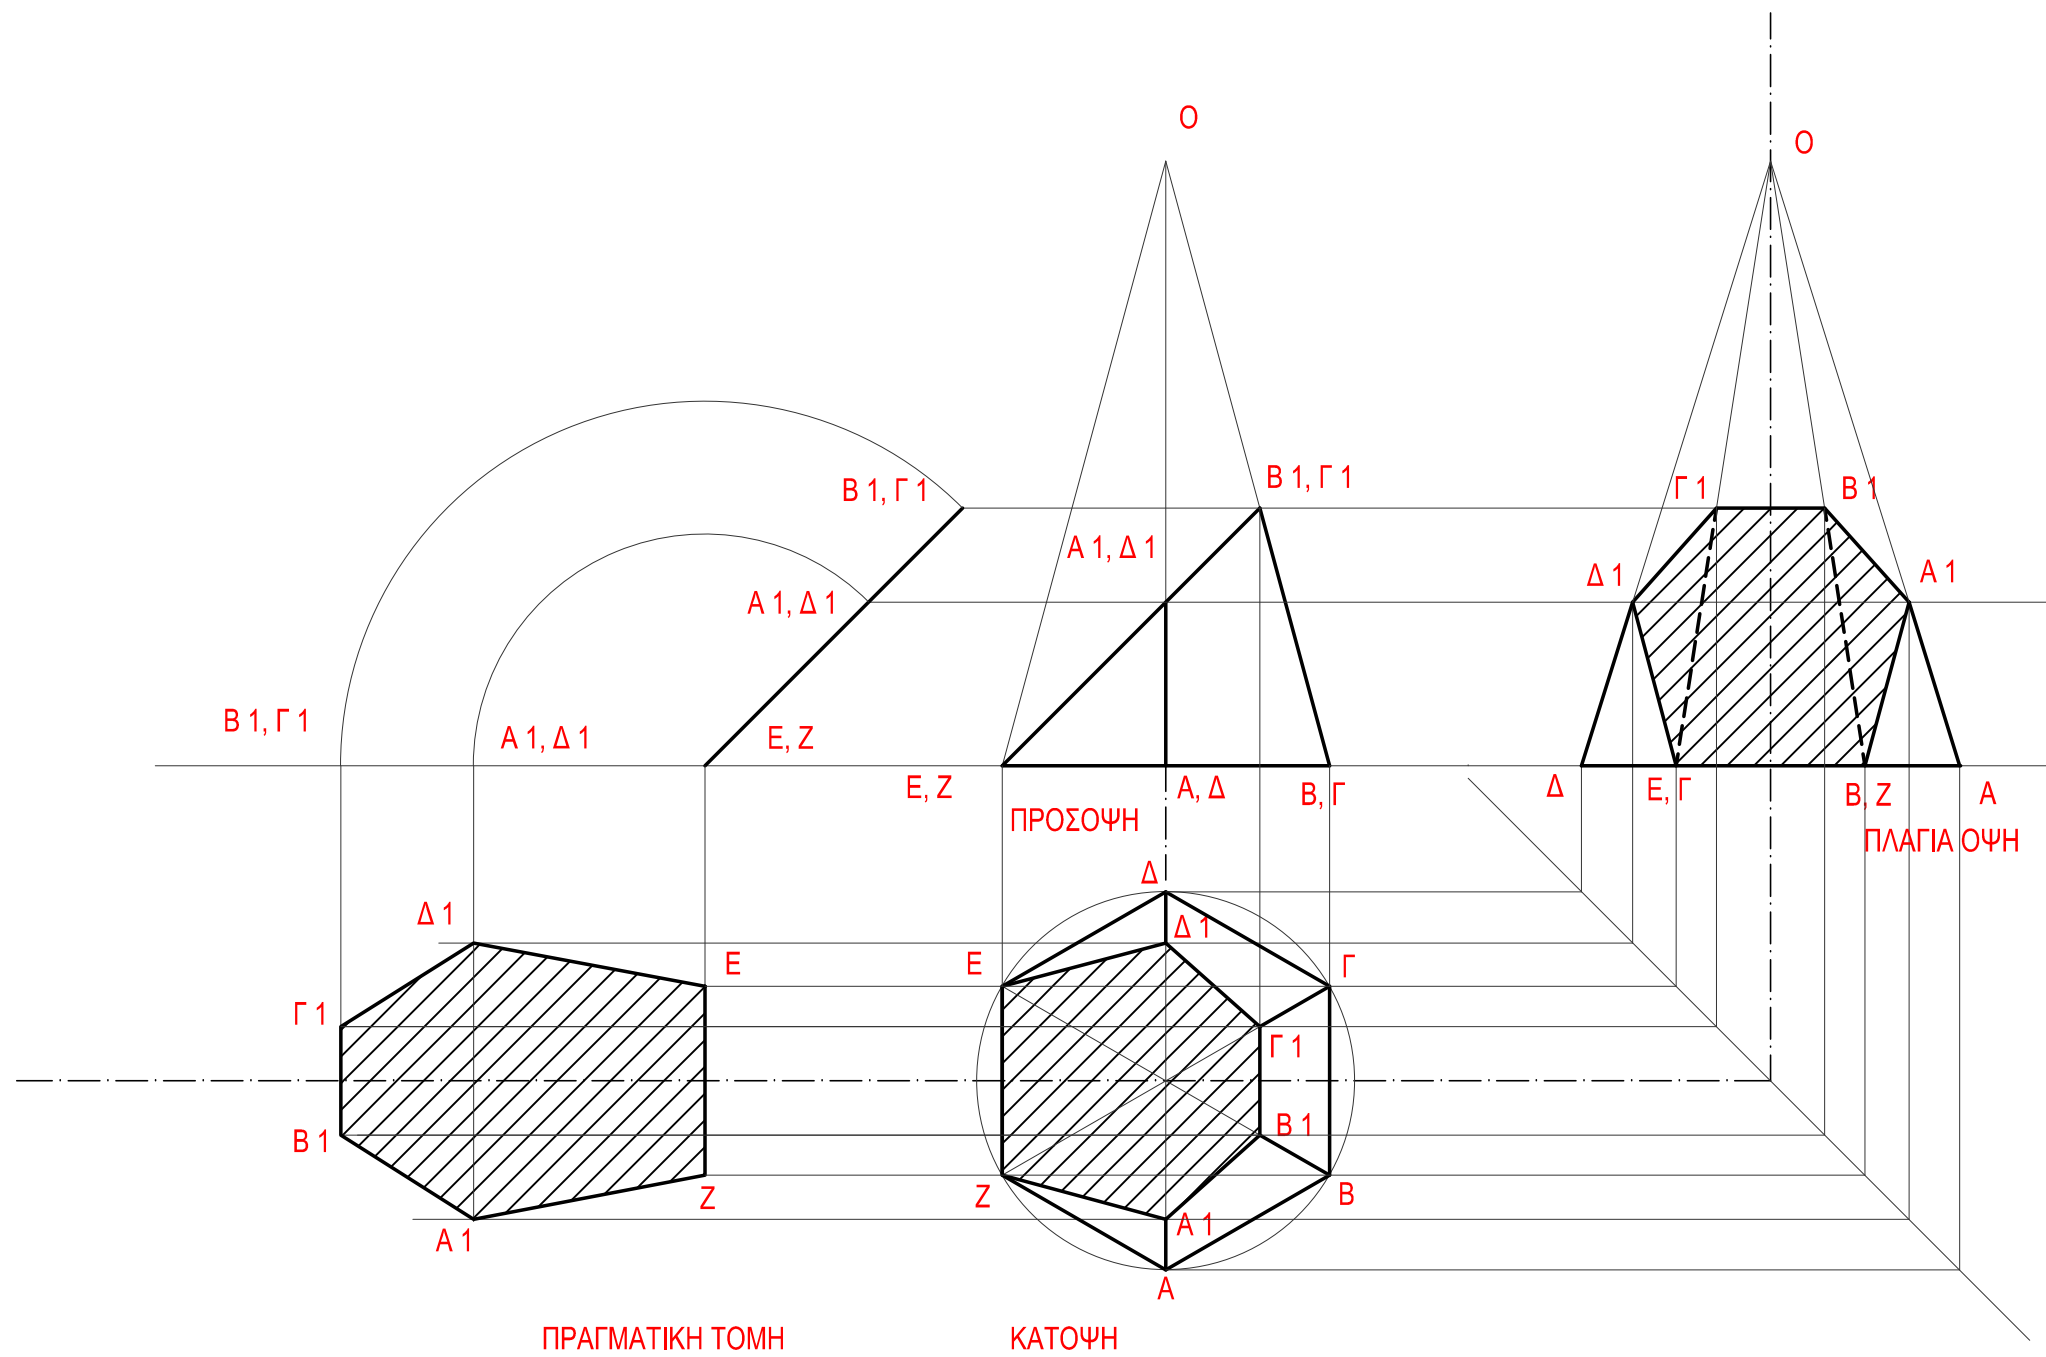 Ο
Ο
Β 1, Γ 1
Γ 1
Β 1
Β 1, Γ 1
Α 1, Δ 1
Δ 1
Α 1
Α 1, Δ 1
Β 1, Γ 1
Α 1, Δ 1
Ε, Ζ
Ε, Ζ
Α, Δ
Β, Γ
Δ
Ε, Γ
Β, Ζ
Α
ΠΡΟΣΟΨΗ
ΠΛΑΓΙΑ ΟΨΗ
Δ
Δ 1
Δ 1
Ε
Ε
Γ
Γ 1
Γ 1
Β 1
Β 1
Ζ
Ζ
Β
Α 1
Α 1
Α
ΠΡΑΓΜΑΤΙΚΗ ΤΟΜΗ
ΚΑΤΟΨΗ